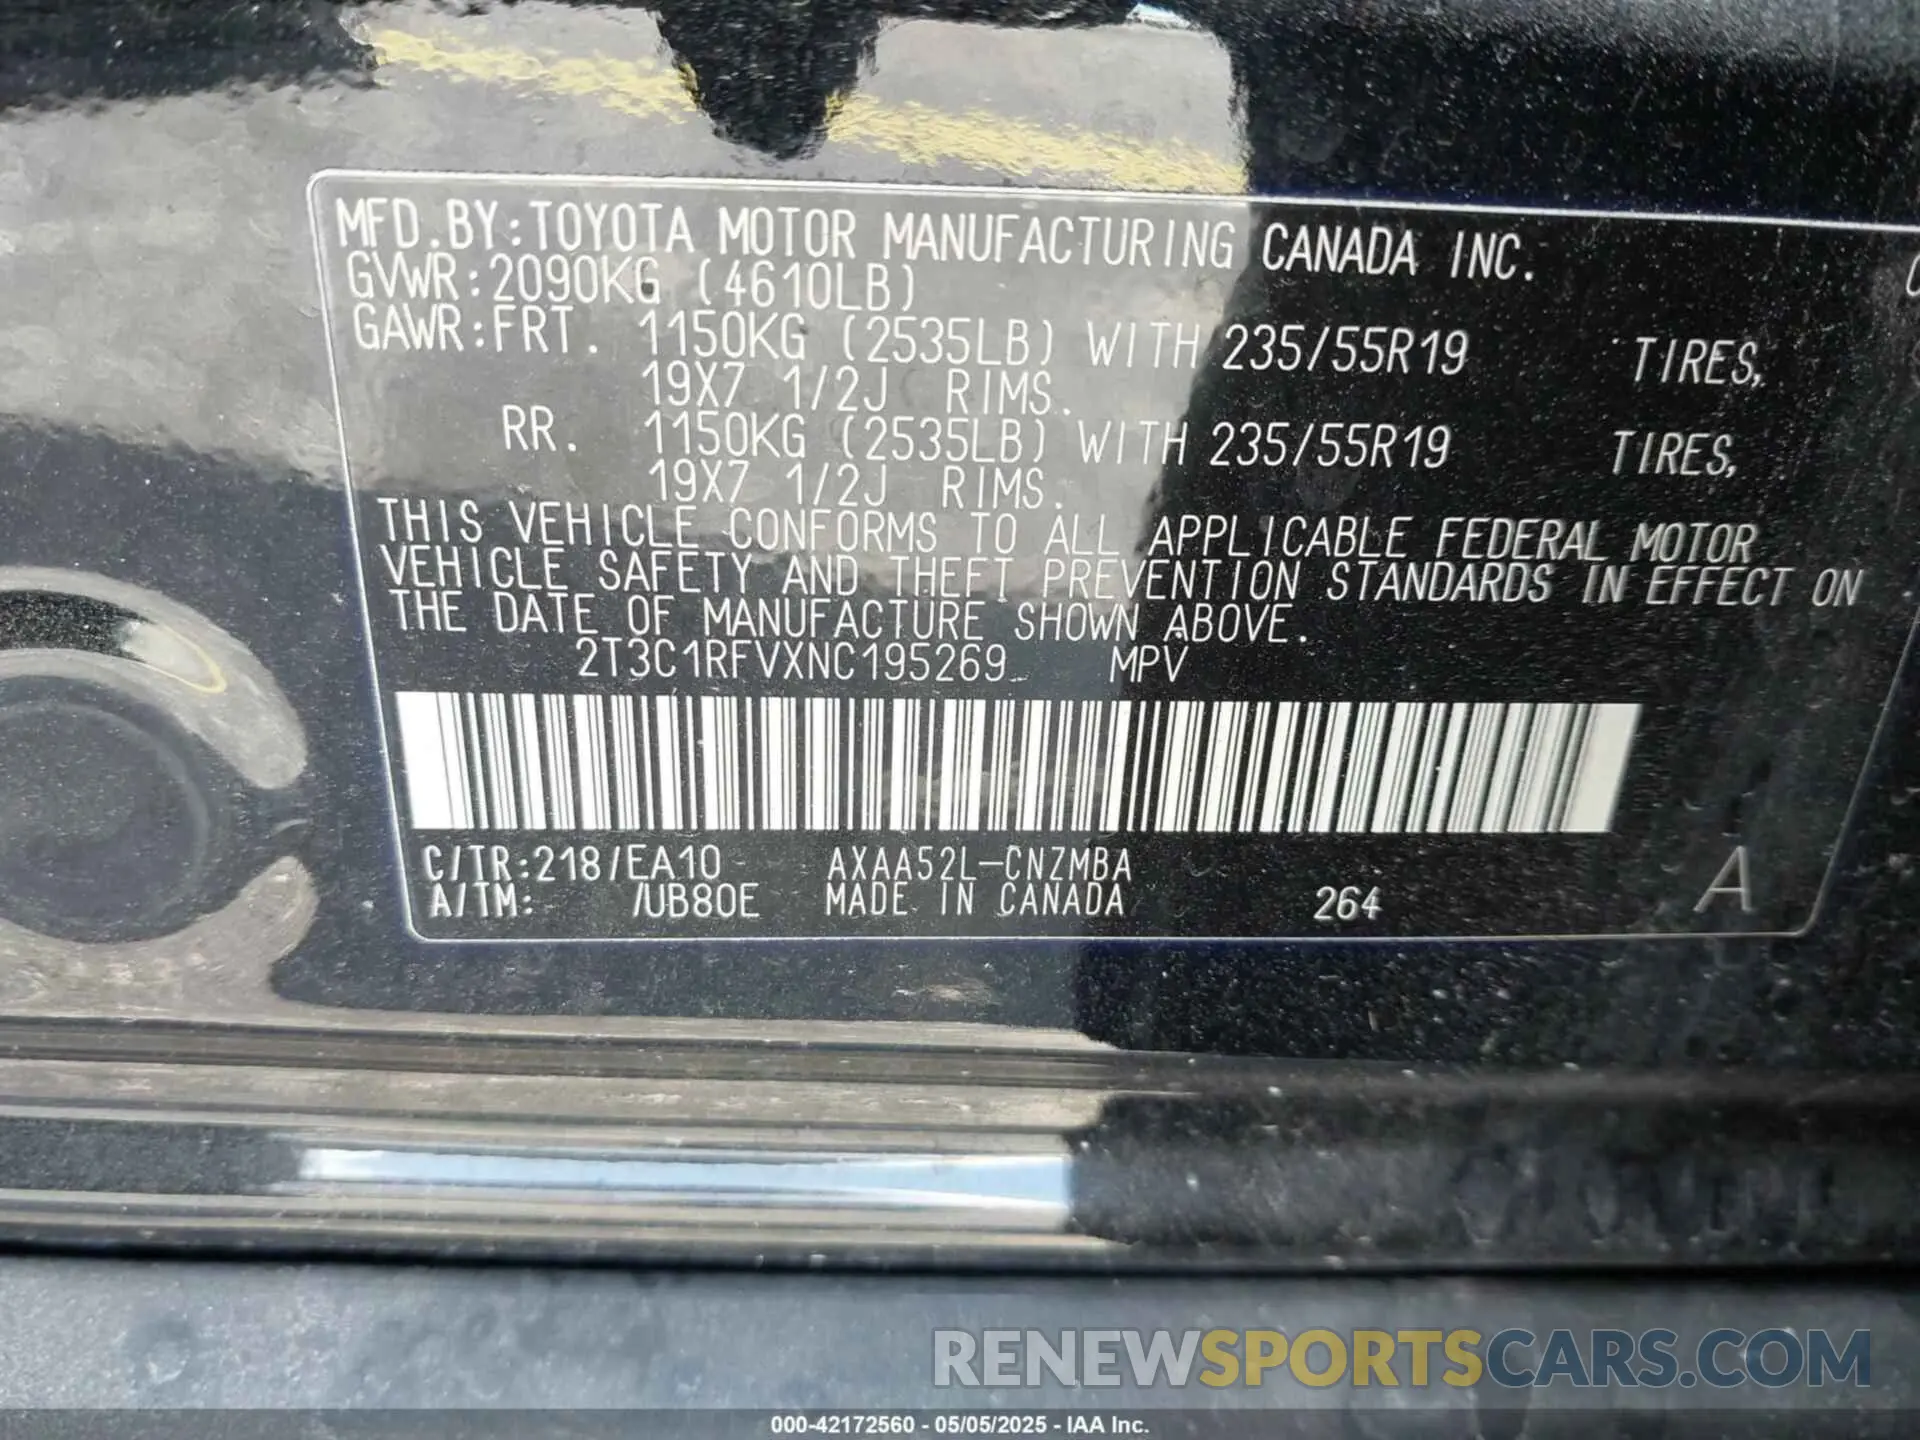 MFD.BY:TOYOTA MOTOR MANUFACTURING CANADA INC.
GVWR:2090KG (4610LB)
GAWR:FRT. 1150KG (2535LB) WITH 235/55R19 TIRES,
19X7 1/2J RIMS.
RR. 1150KG (2535LB) WITH 235/55R19 TIRES,
19X7 1/2J RIMS.
THIS VEHICLE CONFORMS TO ALL APPLICABLE FEDERAL MOTOR
VEHICLE SAFETY AND THEFT PREVENTION STANDARDS IN EFFECT ON
THE DATE OF MANUFACTURE SHOWN ABOVE.
2T3C1RFVXNC195269 MPV
C/TR:218/EA10 AXAA52L-CNZMBA
A/TM: /UB80E MADE IN CANADA 264 A
RENEWSPORTSCARS.COM
000-42172560 - 05/05/2025 - IAA Inc.